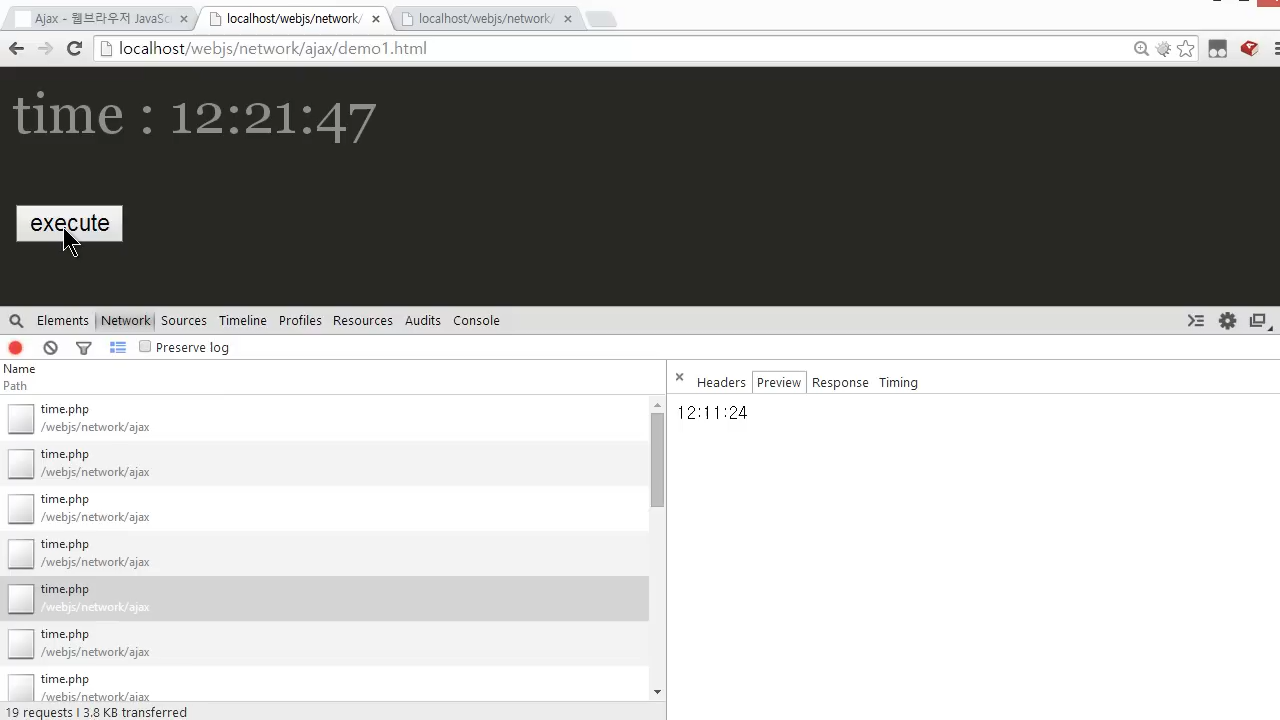 Ajax - 웹브라우저 JavaSc
localhost/webjs/network/
localhost/webjs/network/
localhost/webjs/network/ajax/demo1.html
time : 12:21:47
execute
Elements Network Sources Timeline Profiles Resources Audits Console
Preserve log
Name
Path
Headers Preview Response Timing
12:11:24
time.php
/webjs/network/ajax
time.php
/webjs/network/ajax
time.php
/webjs/network/ajax
time.php
/webjs/network/ajax
time.php
/webjs/network/ajax
time.php
/webjs/network/ajax
time.php
/webjs/network/ajax
19 requests | 3.8 KB transferred